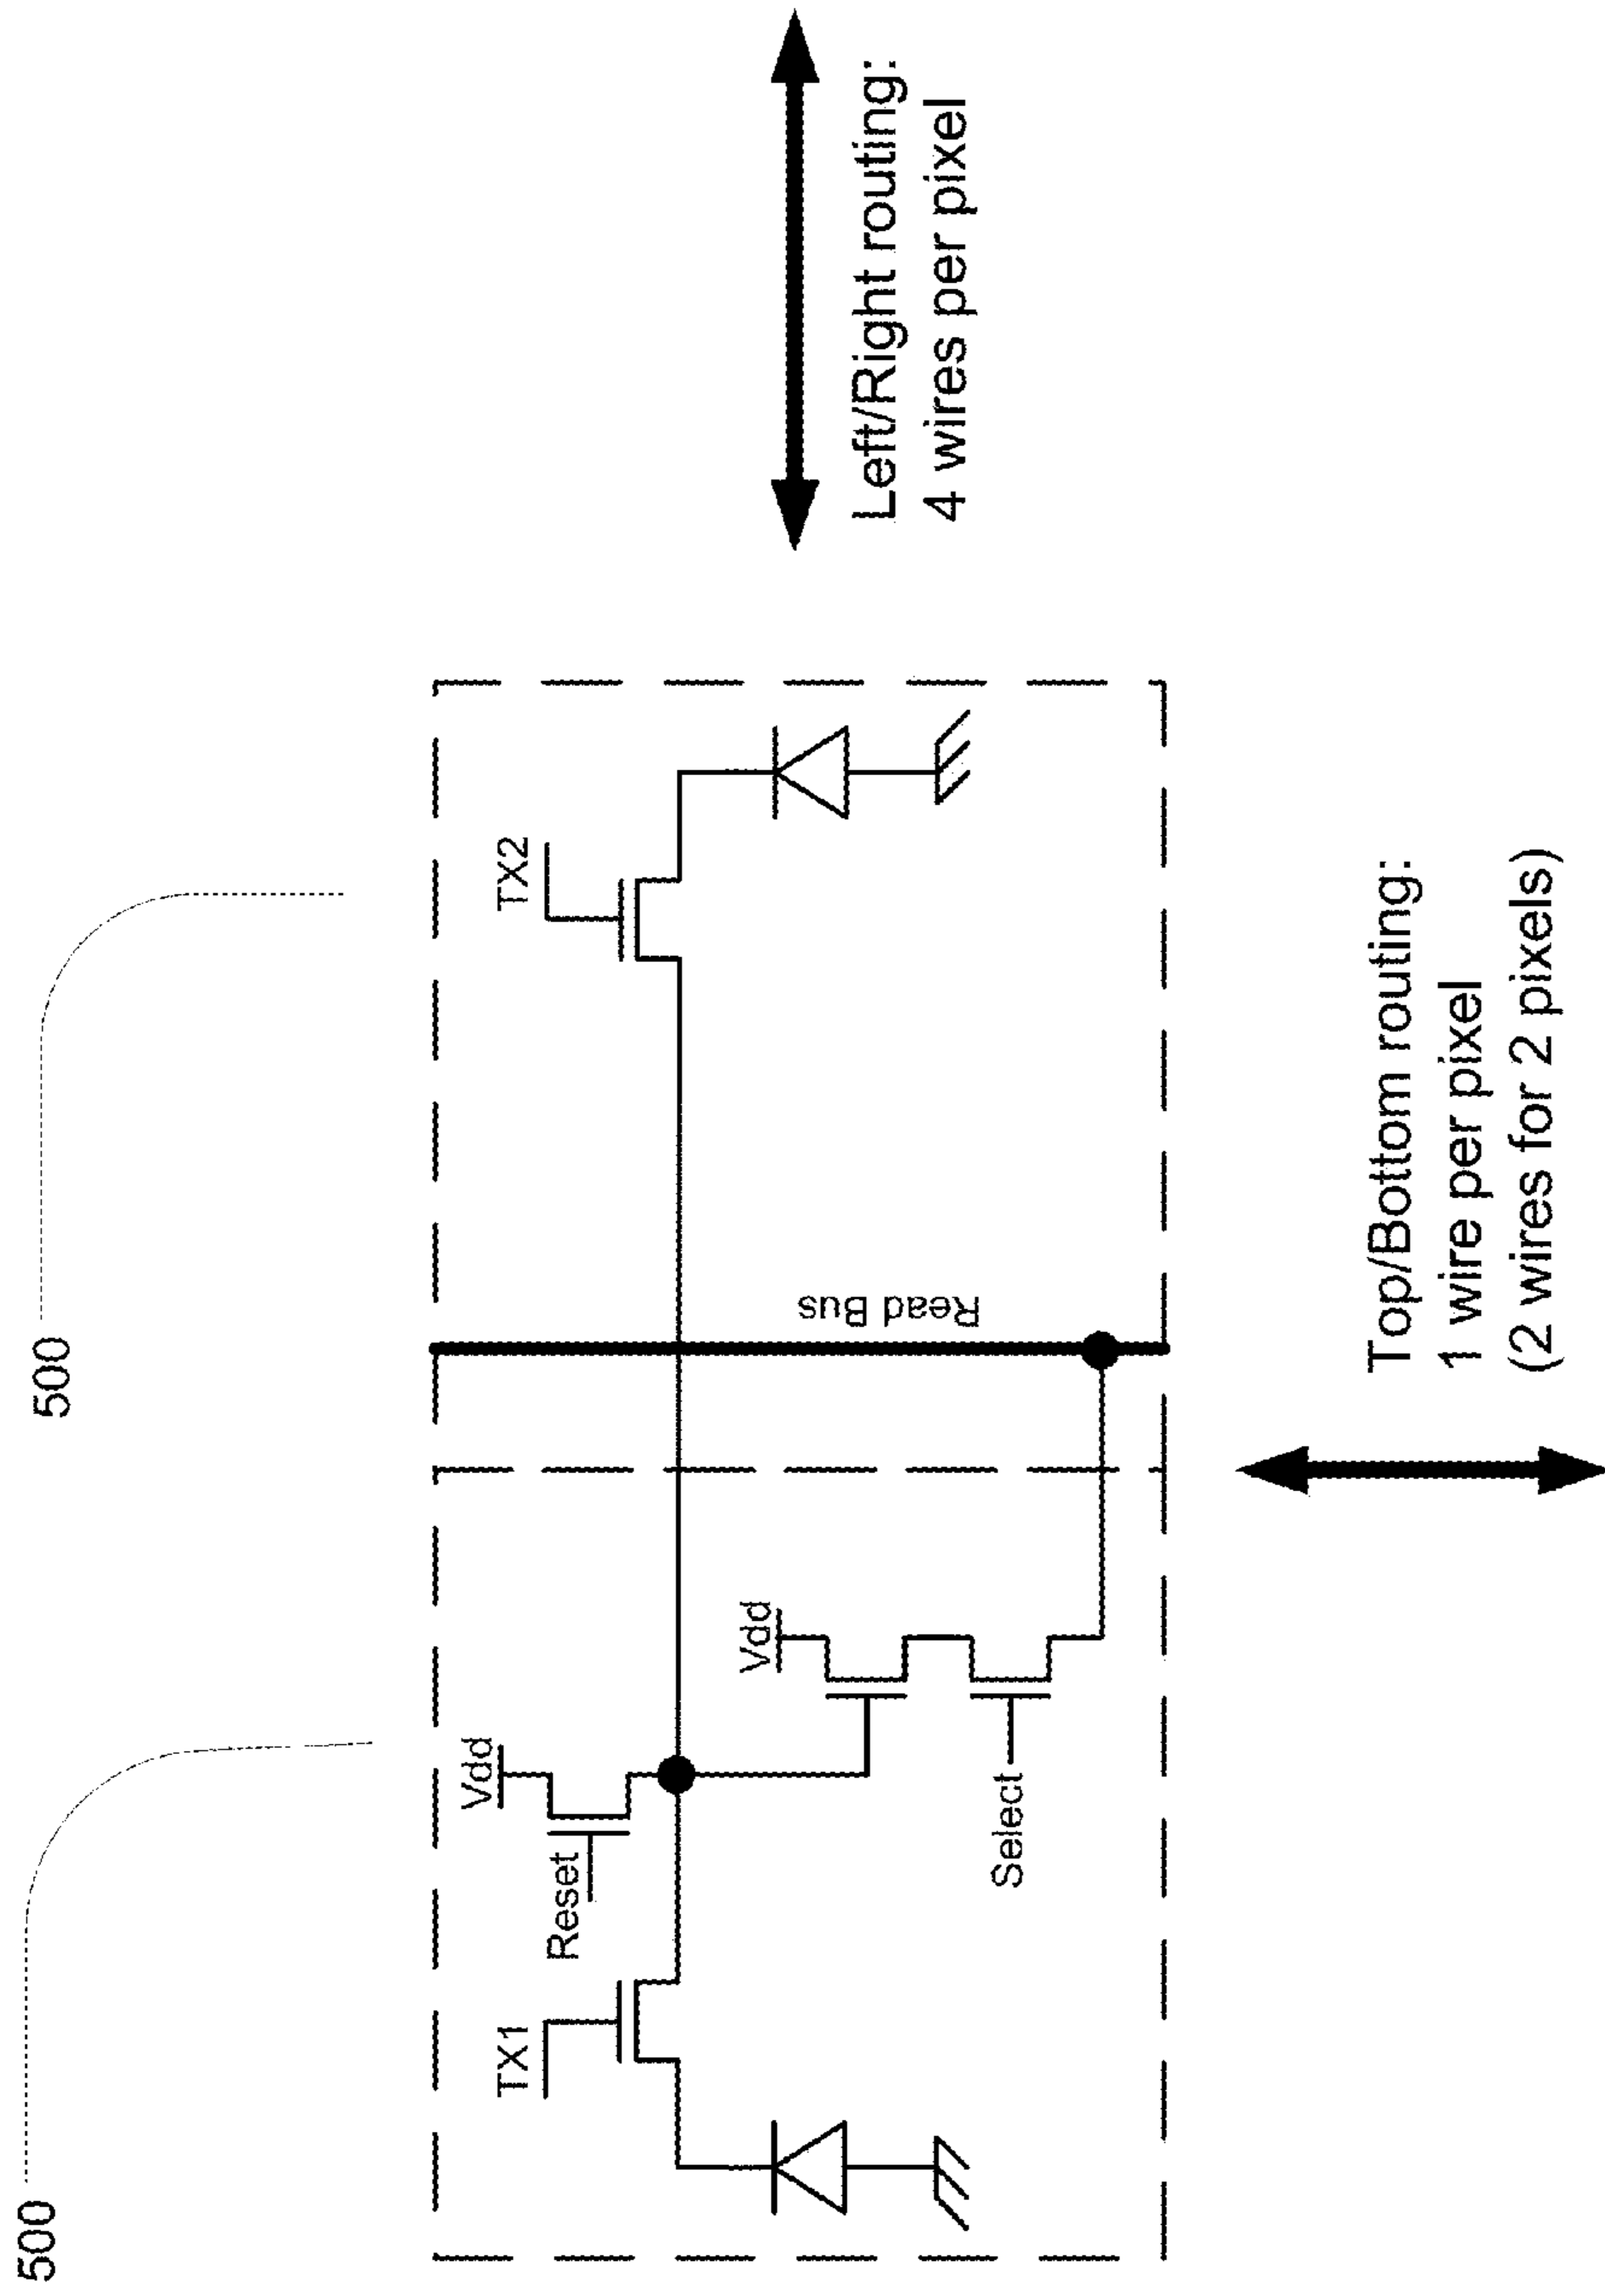 500
500
TX1
Reset
Vdd
Vdd
Select
Read Bus
TX2
Left/Right routing:
4 wires per pixel
Top/Bottom routing:
1 wire per pixel
(2 wires for 2 pixels)